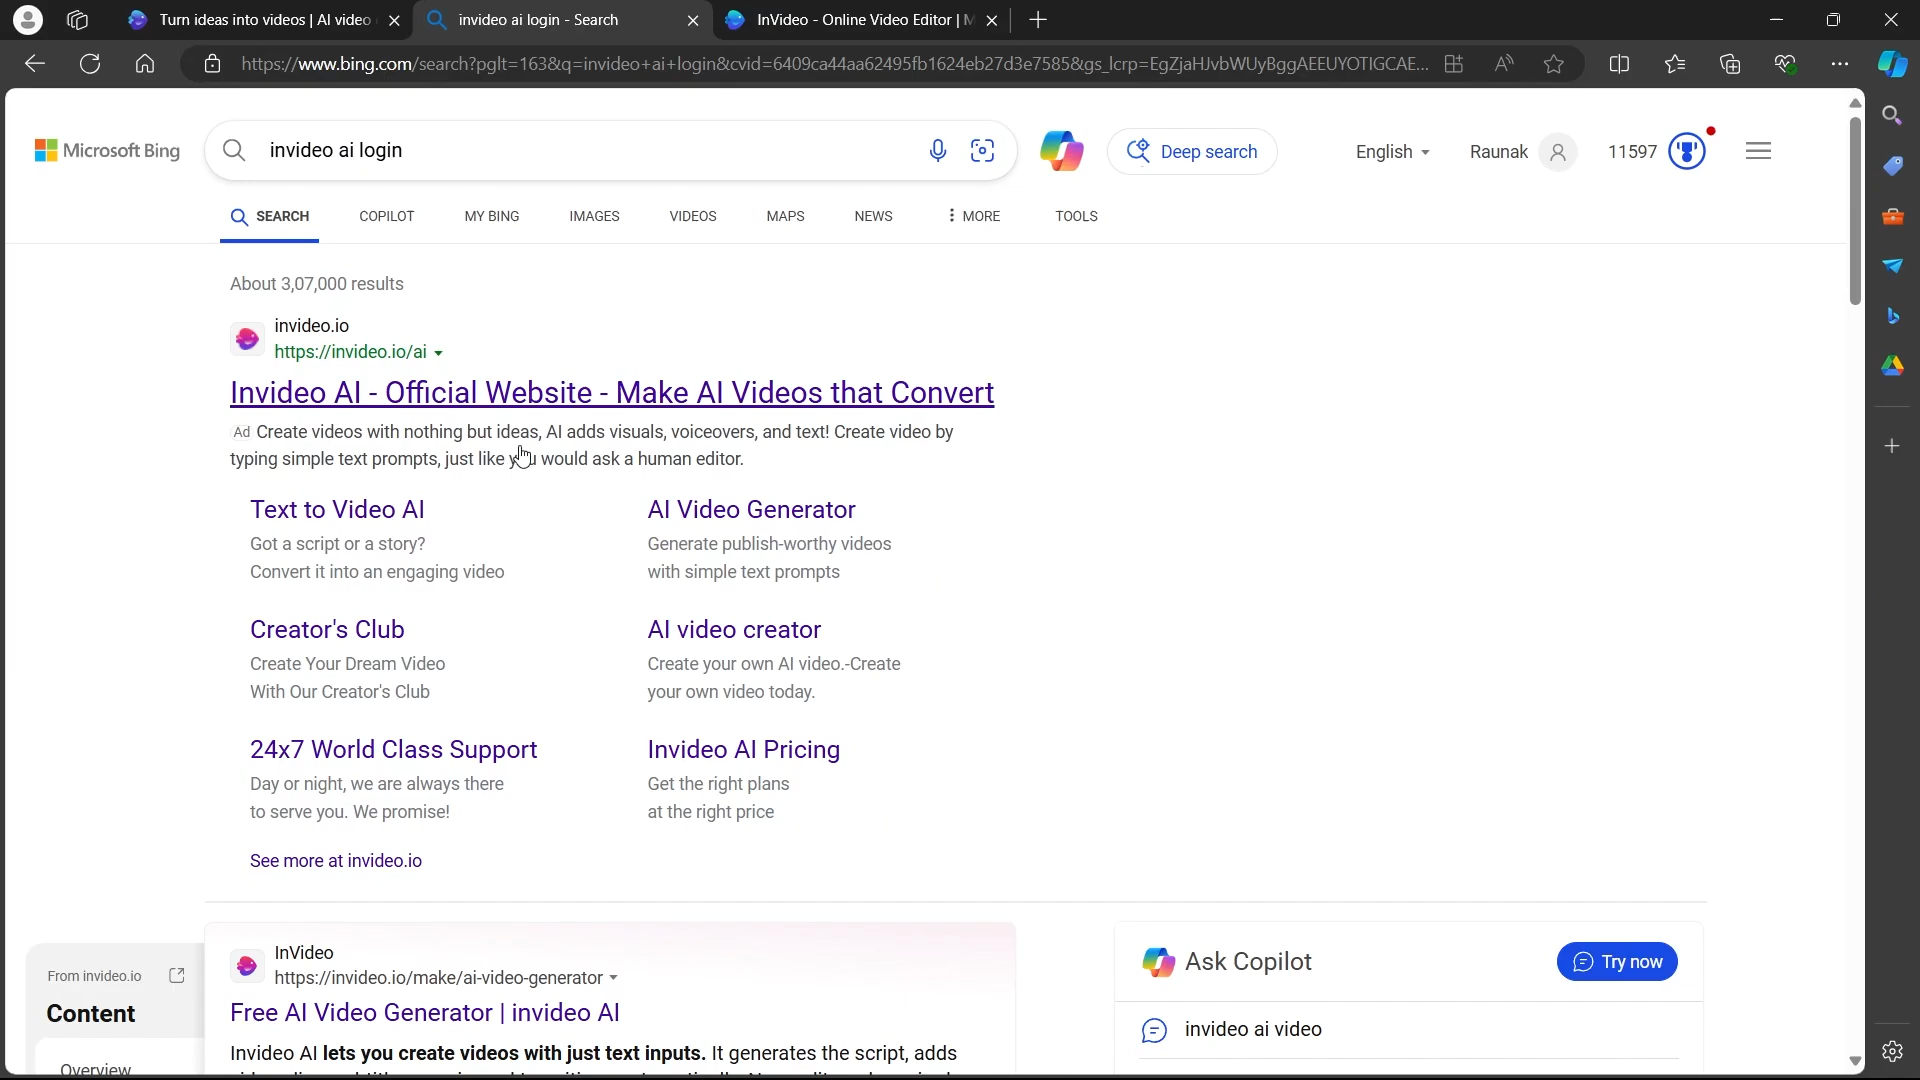 Turn ideas into videos | AI video
invideo ai login - Search
InVideo - Online Video Editor | M
https://www.bing.com/search?pglt=163&q=invideo+ai+login&cvid=6409ca44aa62495fb1624eb27d3e7585&gs_lcrp=EgZjaHJvbWUyBggAEEUYOTIGCAE...
Microsoft Bing
invideo ai login
Deep search
English
Raunak
11597
SEARCH COPILOT MY BING IMAGES VIDEOS MAPS NEWS MORE TOOLS
About 3,07,000 results
invideo.io
https://invideo.io/ai
Invideo AI - Official Website - Make AI Videos that Convert
Ad Create videos with nothing but ideas, AI adds visuals, voiceovers, and text! Create video by
typing simple text prompts, just like you would ask a human editor.
Text to Video AI
Got a script or a story?
Convert it into an engaging video
AI Video Generator
Generate publish-worthy videos
with simple text prompts
Creator's Club
Create Your Dream Video
With Our Creator's Club
AI video creator
Create your own AI video.-Create
your own video today.
24x7 World Class Support
Day or night, we are always there
to serve you. We promise!
Invideo AI Pricing
Get the right plans
at the right price
See more at invideo.io
From invideo.io
Content
Overview
InVideo
https://invideo.io/make/ai-video-generator
Free AI Video Generator | invideo AI
Invideo AI lets you create videos with just text inputs. It generates the script, adds
Ask Copilot
Try now
invideo ai video